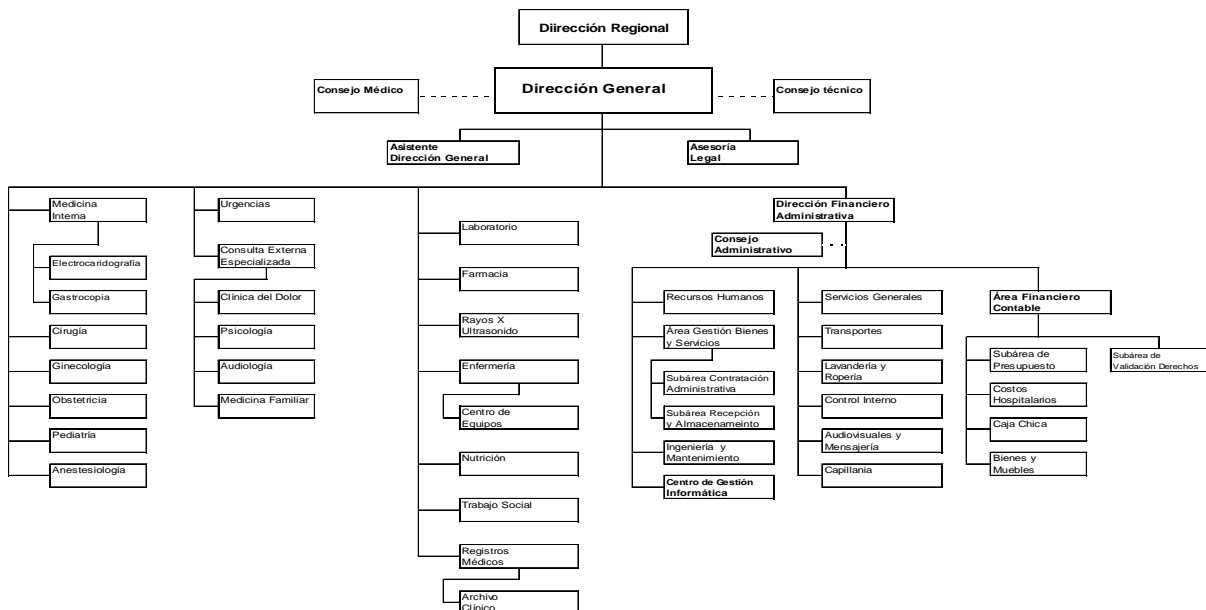 Diirección Regional
Dirección General
Consejo Médico
Consejo técnico
Asistente
Dirección General
Asesoría
Legal
Medicina
Interna
Electrocaridografía
Gastrocopia
Cirugía
Ginecología
Obstetricia
Pediatría
Anestesiología
Urgencias
Consulta Externa
Especializada
Clínica del Dolor
Psicología
Audiología
Medicina Familiar
Laboratorio
Farmacia
Rayos X
Ultrasonido
Enfermería
Centro de
Equipos
Nutrición
Trabajo Social
Registros
Médicos
Archivo
Clínico
Dirección Financiero
Administrativa
Consejo
Administrativo
Recursos Humanos
Área Gestión Bienes
y Servicios
Subárea Contratación
Administrativa
Subárea Recepción
y Almacenameinto
Ingeniería y
Mantenimiento
Centro de Gestión
Informática
Servicios Generales
Transportes
Lavandería y
Ropería
Control Interno
Audiovisuales y
Mensajería
Capillania
Área Financiero
Contable
Subárea de
Presupuesto
Costos
Hospitalarios
Caja Chica
Bienes y
Muebles
Subárea de
Validación Derechos